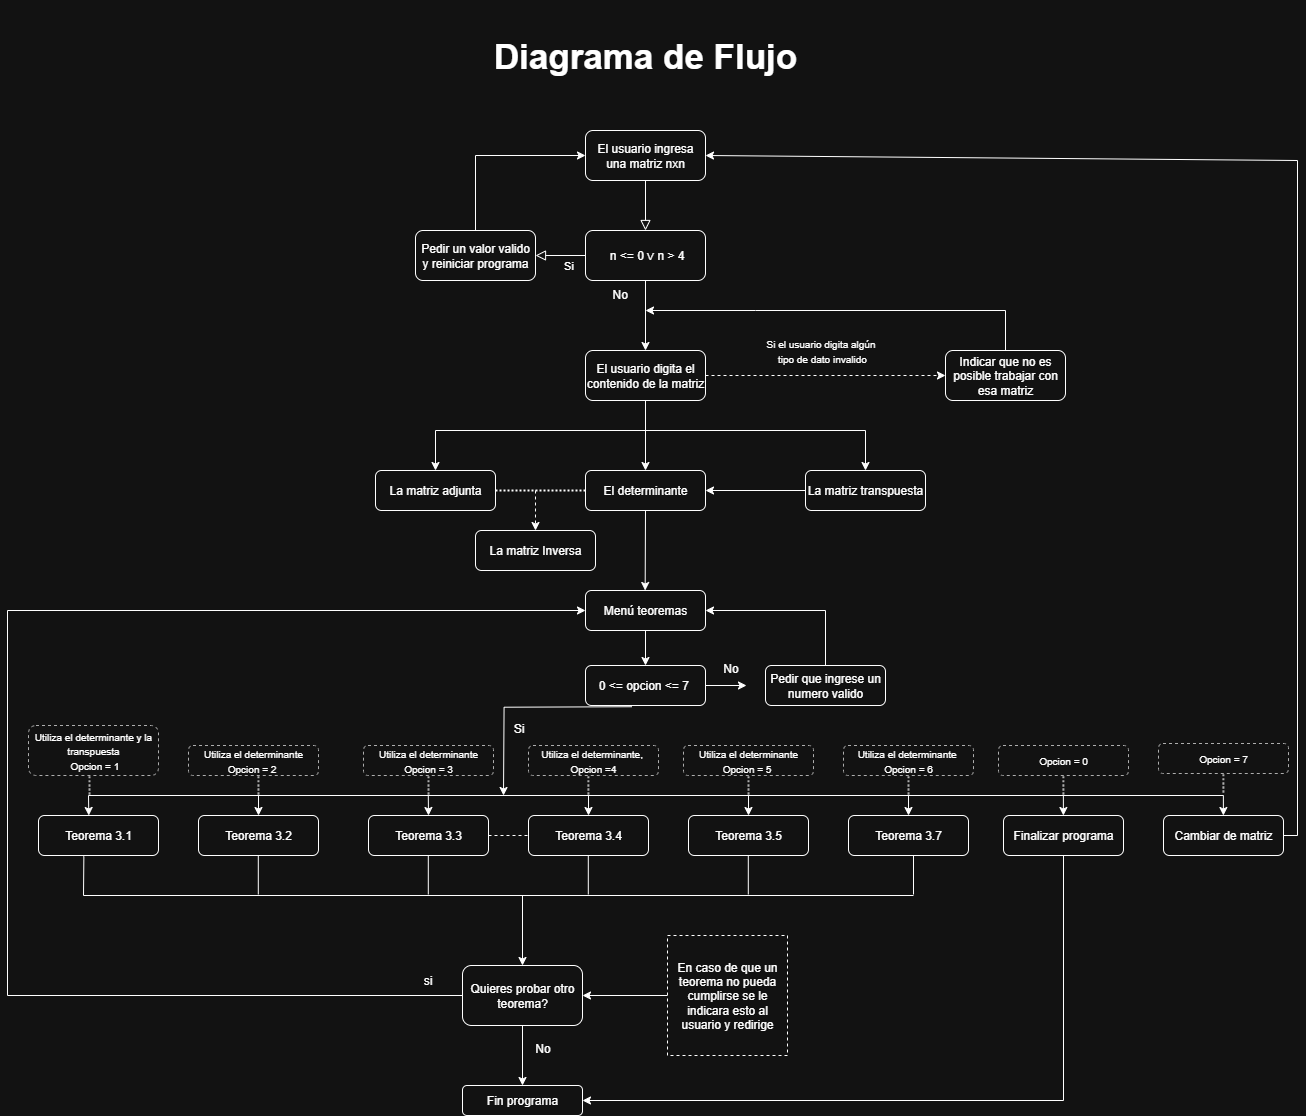 Diagrama de Flujo
El usuario ingresa
una matriz nxn
Pedir un valor valido
y reiniciar programa
Si
n <= 0 v n > 4
No
El usuario digita el
contenido de la matriz
Si el usuario digita algún
tipo de dato invalido
Indicar que no es
posible trabajar con
esa matriz
La matriz adjunta
El determinante
La matriz transpuesta
La matriz Inversa
Menú teoremas
0 <= opcion <= 7
No
Pedir que ingrese un
numero valido
Si
Utiliza el determinante y la
transpuesta
Opcion = 1
Utiliza el determinante
Opcion = 2
Utiliza el determinante
Opcion = 3
Utiliza el determinante,
Opcion =4
Utiliza el determinante
Opcion = 5
Utiliza el determinante
Opcion = 6
Opcion = 0
Opcion = 7
Teorema 3.1
Teorema 3.2
Teorema 3.3
Teorema 3.4
Teorema 3.5
Teorema 3.7
Finalizar programa
Cambiar de matriz
si
Quieres probar otro
teorema?
En caso de que un
teorema no pueda
cumplirse se le
indicara esto al
usuario y redirige
No
Fin programa